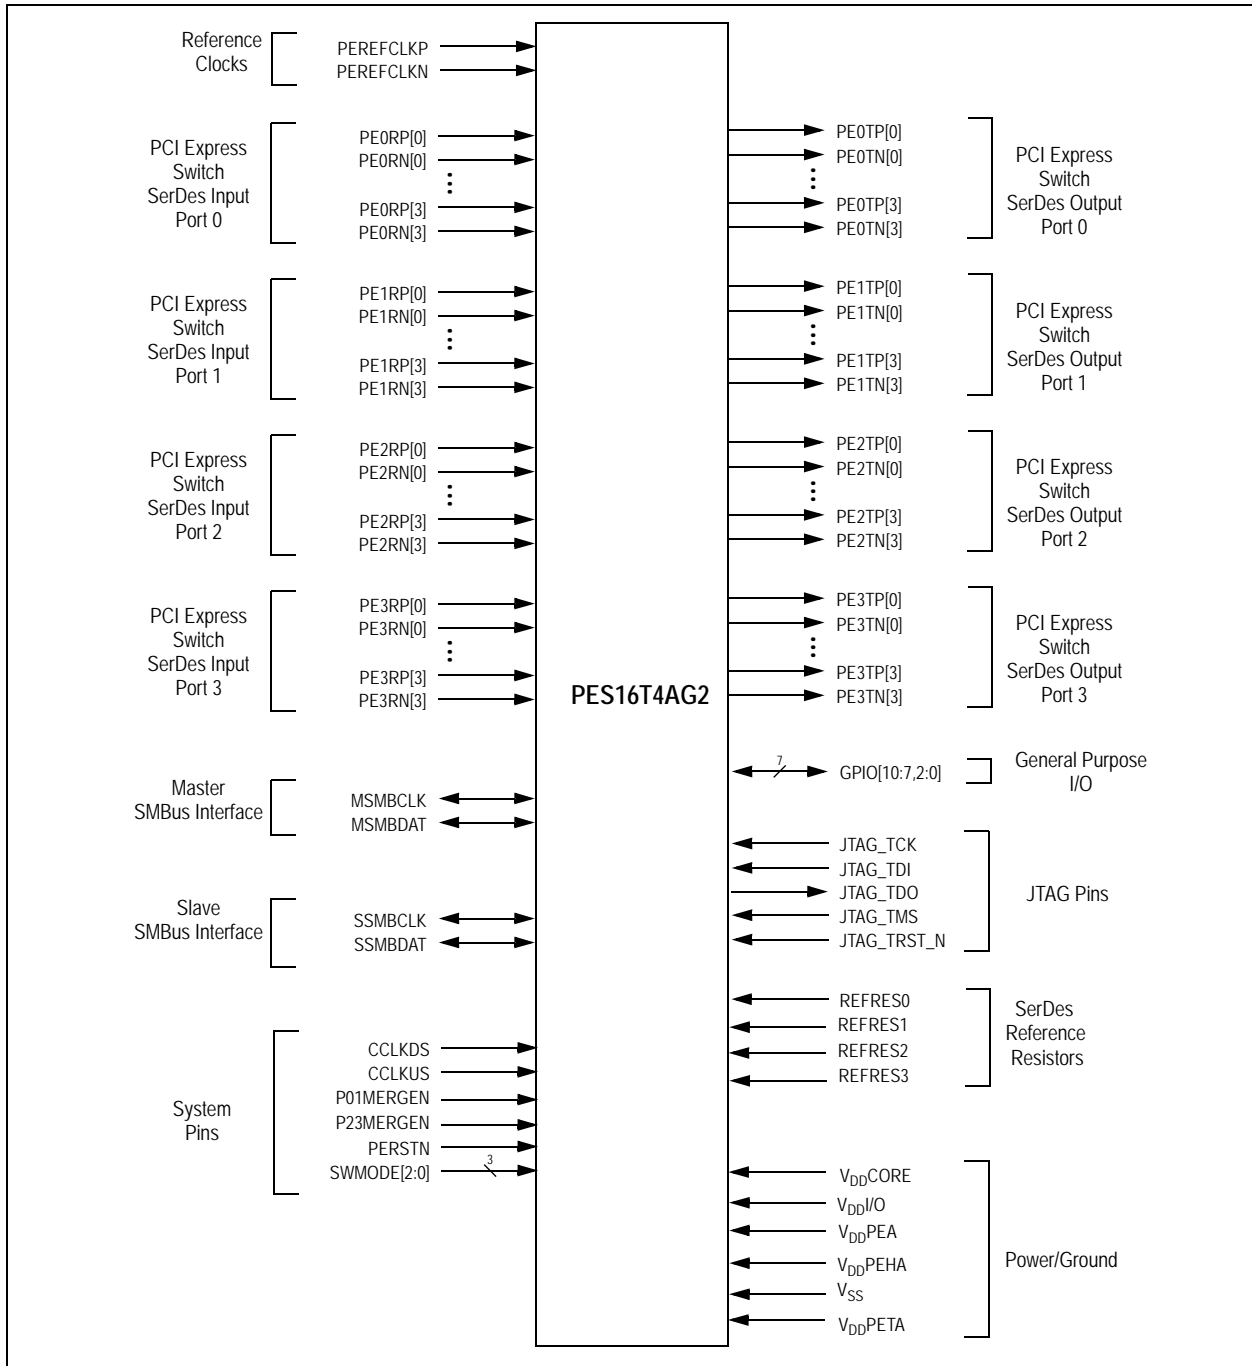 Reference
Clocks
PEREFCLKP
PEREFCLKN
PCI Express
Switch
SerDes Input
Port 0
PE0RP[0]
PE0RN[0]
PE0RP[3]
PE0RN[3]
PCI Express
Switch
SerDes Input
Port 1
PE1RP[0]
PE1RN[0]
PE1RP[3]
PE1RN[3]
PCI Express
Switch
SerDes Input
Port 2
PE2RP[0]
PE2RN[0]
PE2RP[3]
PE2RN[3]
PCI Express
Switch
SerDes Input
Port 3
PE3RP[0]
PE3RN[0]
PE3RP[3]
PE3RN[3]
Master
SMBus Interface
MSMBCLK
MSMBDAT
Slave
SMBus Interface
SSMBCLK
SSMBDAT
System
Pins
CCLKDS
CCLKUS
P01MERGEN
P23MERGEN
PERSTN
SWMODE[2:0]
3
PES16T4AG2
PE0TP[0]
PE0TN[0]
PE0TP[3]
PE0TN[3]
PCI Express
Switch
SerDes Output
Port 0
PE1TP[0]
PE1TN[0]
PE1TP[3]
PE1TN[3]
PCI Express
Switch
SerDes Output
Port 1
PE2TP[0]
PE2TN[0]
PE2TP[3]
PE2TN[3]
PCI Express
Switch
SerDes Output
Port 2
PE3TP[0]
PE3TN[0]
PE3TP[3]
PE3TN[3]
PCI Express
Switch
SerDes Output
Port 3
7
GPIO[10:7,2:0]
General Purpose
I/O
JTAG_TCK
JTAG_TDI
JTAG_TDO
JTAG_TMS
JTAG_TRST_N
JTAG Pins
REFRES0
REFRES1
REFRES2
REFRES3
SerDes
Reference
Resistors
VDDCORE
VDDI/O
VDDPEA
VDDPEHA
VSS
VDDPETA
Power/Ground